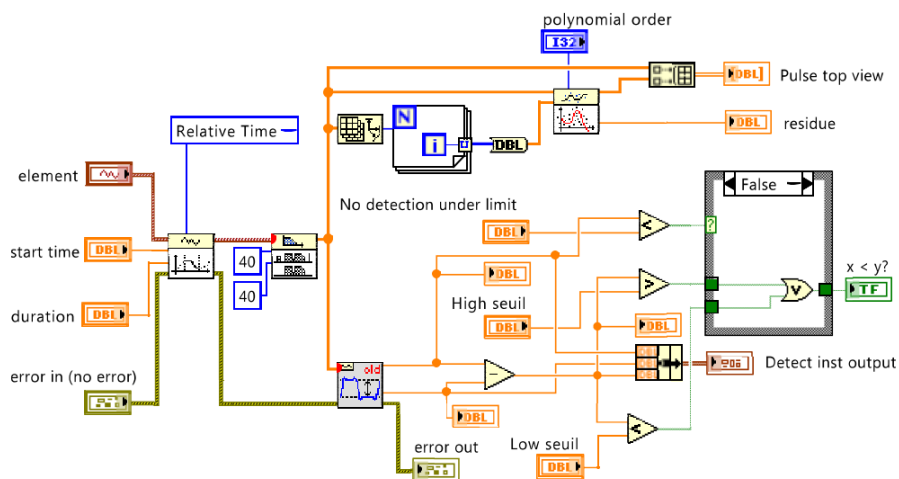 polynomial order
I32
DBL]
Pulse top view
Relative Time
N
i
DBL
DBL
residue
element
No detection under limit
False
DBL
<
?
start time
DBL
40
40
DBL
x < y?
>
V
TF
High seuil
duration
DBL
DBL
DBL
old
−
Detect inst output
error in (no error)
DBL
<
error out
Low seuil
DBL